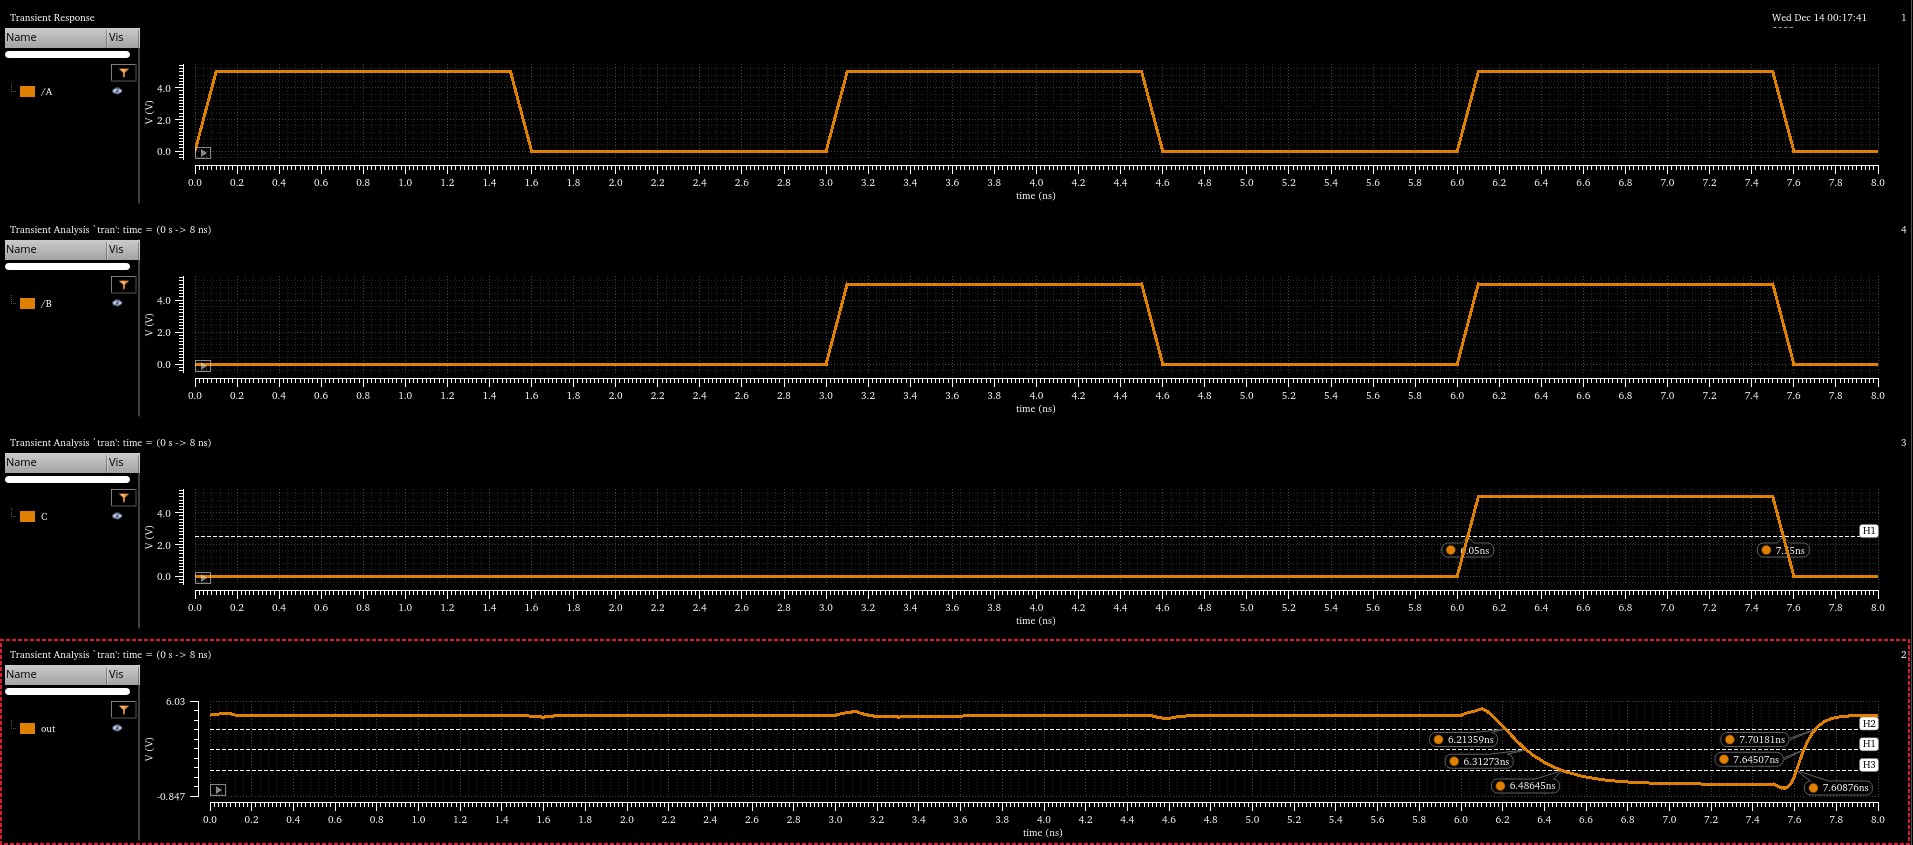 Transient Response
Wed Dec 14 00:17:41
1
Name Vis
/A
V (V)
4.0
2.0
0.0
0.0 0.2 0.4 0.6 0.8 1.0 1.2 1.4 1.6 1.8 2.0 2.2 2.4 2.6 2.8 3.0 3.2 3.4 3.6 3.8 4.0 4.2 4.4 4.6 4.8 5.0 5.2 5.4 5.6 5.8 6.0 6.2 6.4 6.6 6.8 7.0 7.2 7.4 7.6 7.8 8.0
time (ns)
Transient Analysis `tran': time = (0 s -> 8 ns)
4
Name Vis
/B
V (V)
4.0
2.0
0.0
0.0 0.2 0.4 0.6 0.8 1.0 1.2 1.4 1.6 1.8 2.0 2.2 2.4 2.6 2.8 3.0 3.2 3.4 3.6 3.8 4.0 4.2 4.4 4.6 4.8 5.0 5.2 5.4 5.6 5.8 6.0 6.2 6.4 6.6 6.8 7.0 7.2 7.4 7.6 7.8 8.0
time (ns)
Transient Analysis `tran': time = (0 s -> 8 ns)
3
Name Vis
C
V (V)
4.0
2.0
0.0
H1
0.0 0.2 0.4 0.6 0.8 1.0 1.2 1.4 1.6 1.8 2.0 2.2 2.4 2.6 2.8 3.0 3.2 3.4 3.6 3.8 4.0 4.2 4.4 4.6 4.8 5.0 5.2 5.4 5.6 5.8 6.0 6.2 6.4 6.6 6.8 7.0 7.2 7.4 7.6 7.8 8.0
time (ns)
Transient Analysis `tran': time = (0 s -> 8 ns)
2
Name Vis
out
V (V)
6.03
-0.847
H2
6.21359ns 7.70181ns
H1
6.31273ns 7.64507ns
H3
6.48645ns 7.60876ns
0.0 0.2 0.4 0.6 0.8 1.0 1.2 1.4 1.6 1.8 2.0 2.2 2.4 2.6 2.8 3.0 3.2 3.4 3.6 3.8 4.0 4.2 4.4 4.6 4.8 5.0 5.2 5.4 5.6 5.8 6.0 6.2 6.4 6.6 6.8 7.0 7.2 7.4 7.6 7.8 8.0
time (ns)